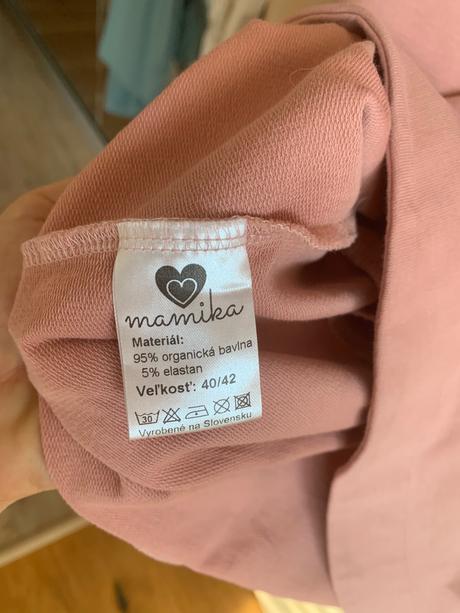 mamika
Materiál:
95% organická bavlna
5% elastan
Veľkosť: 40/42
30
Vyrobené na Slovensku